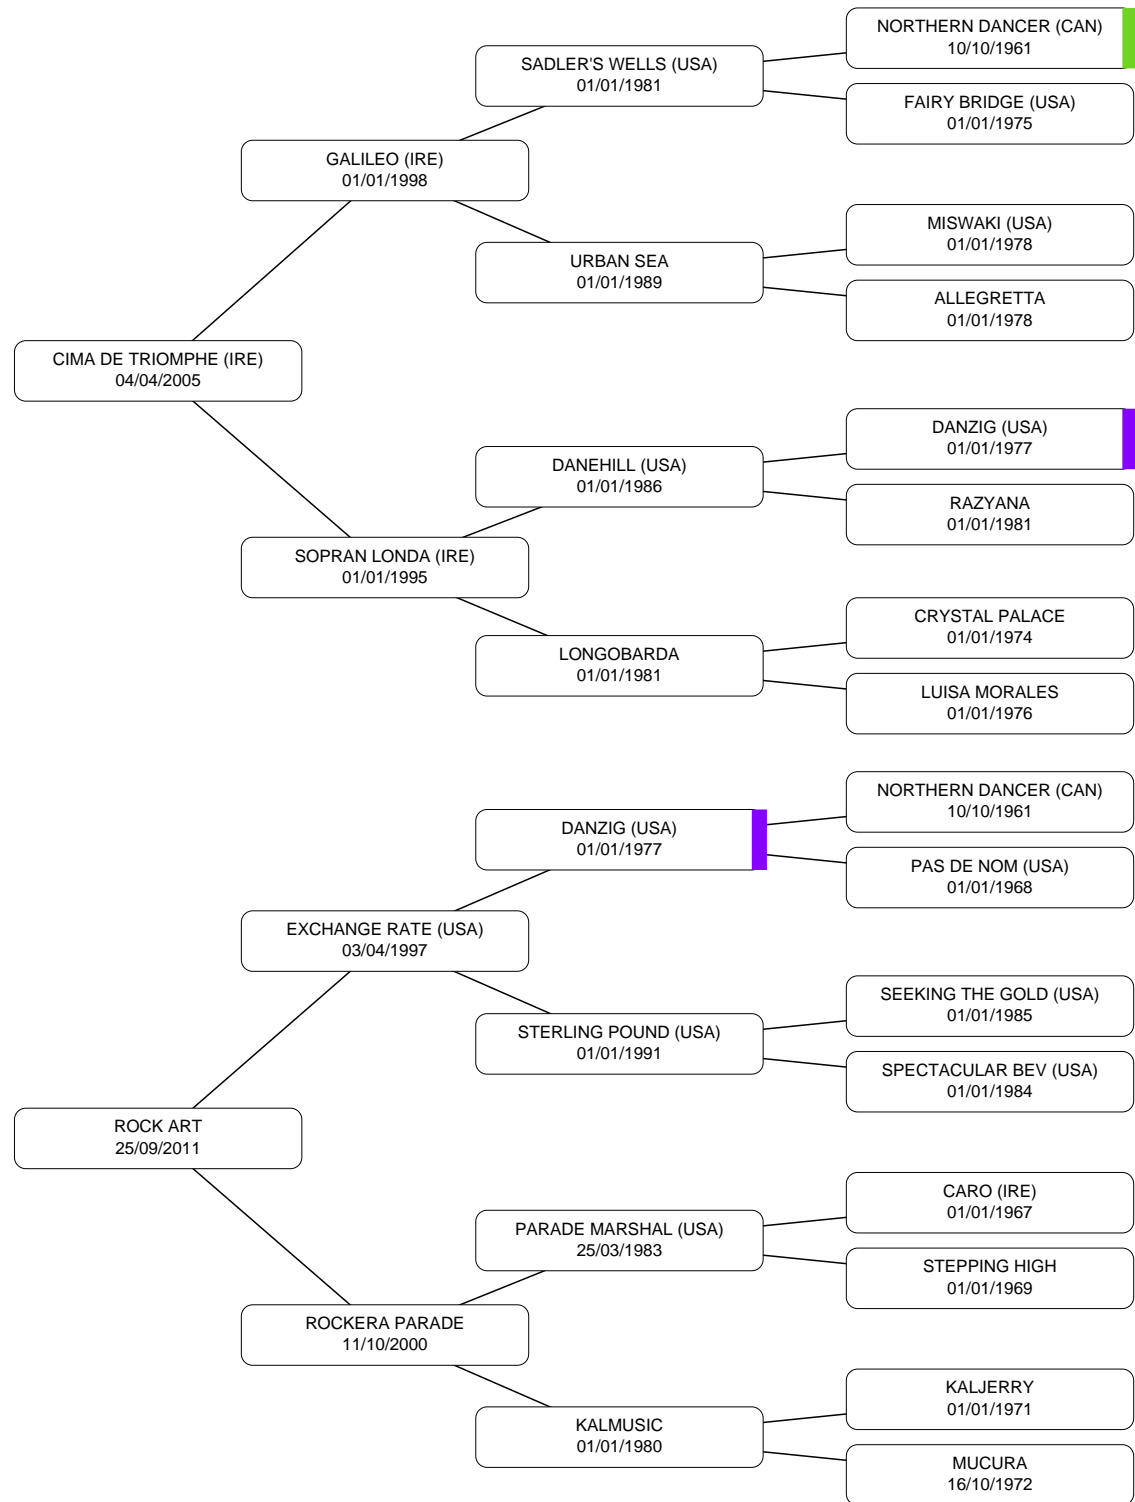 NORTHERN DANCER (CAN)
10/10/1961
SADLER'S WELLS (USA)
01/01/1981
FAIRY BRIDGE (USA)
01/01/1975
GALILEO (IRE)
01/01/1998
MISWAKI (USA)
01/01/1978
URBAN SEA
01/01/1989
ALLEGRETTA
01/01/1978
CIMA DE TRIOMPHE (IRE)
04/04/2005
DANZIG (USA)
01/01/1977
DANEHILL (USA)
01/01/1986
RAZYANA
01/01/1981
SOPRAN LONDA (IRE)
01/01/1995
CRYSTAL PALACE
01/01/1974
LONGOBARDA
01/01/1981
LUISA MORALES
01/01/1976
NORTHERN DANCER (CAN)
10/10/1961
DANZIG (USA)
01/01/1977
PAS DE NOM (USA)
01/01/1968
EXCHANGE RATE (USA)
03/04/1997
SEEKING THE GOLD (USA)
01/01/1985
STERLING POUND (USA)
01/01/1991
SPECTACULAR BEV (USA)
01/01/1984
ROCK ART
25/09/2011
CARO (IRE)
01/01/1967
PARADE MARSHAL (USA)
25/03/1983
STEPPING HIGH
01/01/1969
ROCKERA PARADE
11/10/2000
KALJERRY
01/01/1971
KALMUSIC
01/01/1980
MUCURA
16/10/1972